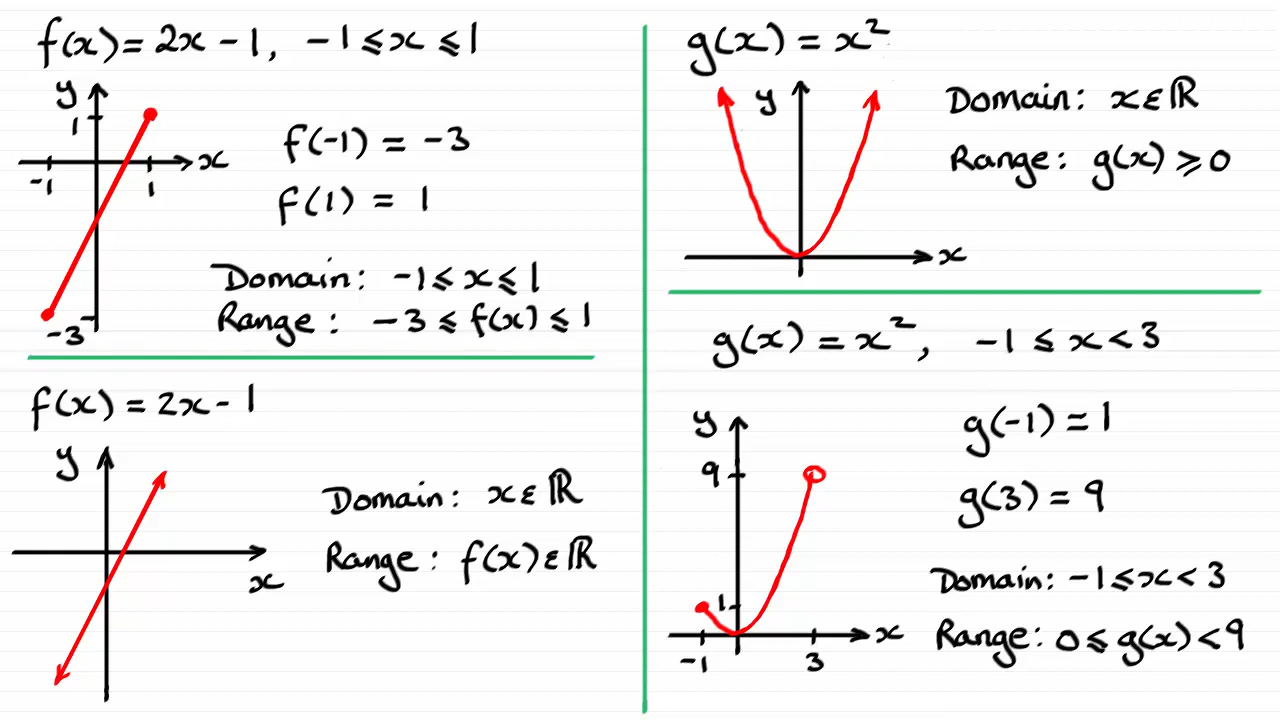 f(x) = 2x - 1, -1 ⩽ x ⩽ 1
y
1
-1 1 x
-3
f(-1) = -3
f(1) = 1
Domain: -1 ⩽ x ⩽ 1
Range: -3 ⩽ f(x) ⩽ 1
f(x) = 2x - 1
y
x
Domain: x ∈ ℝ
Range: f(x) ∈ ℝ
g(x) = x²
y
x
Domain: x ∈ ℝ
Range: g(x) ⩾ 0
g(x) = x², -1 ⩽ x < 3
y
9
1
-1 3 x
g(-1) = 1
g(3) = 9
Domain: -1 ⩽ x < 3
Range: 0 ⩽ g(x) < 9